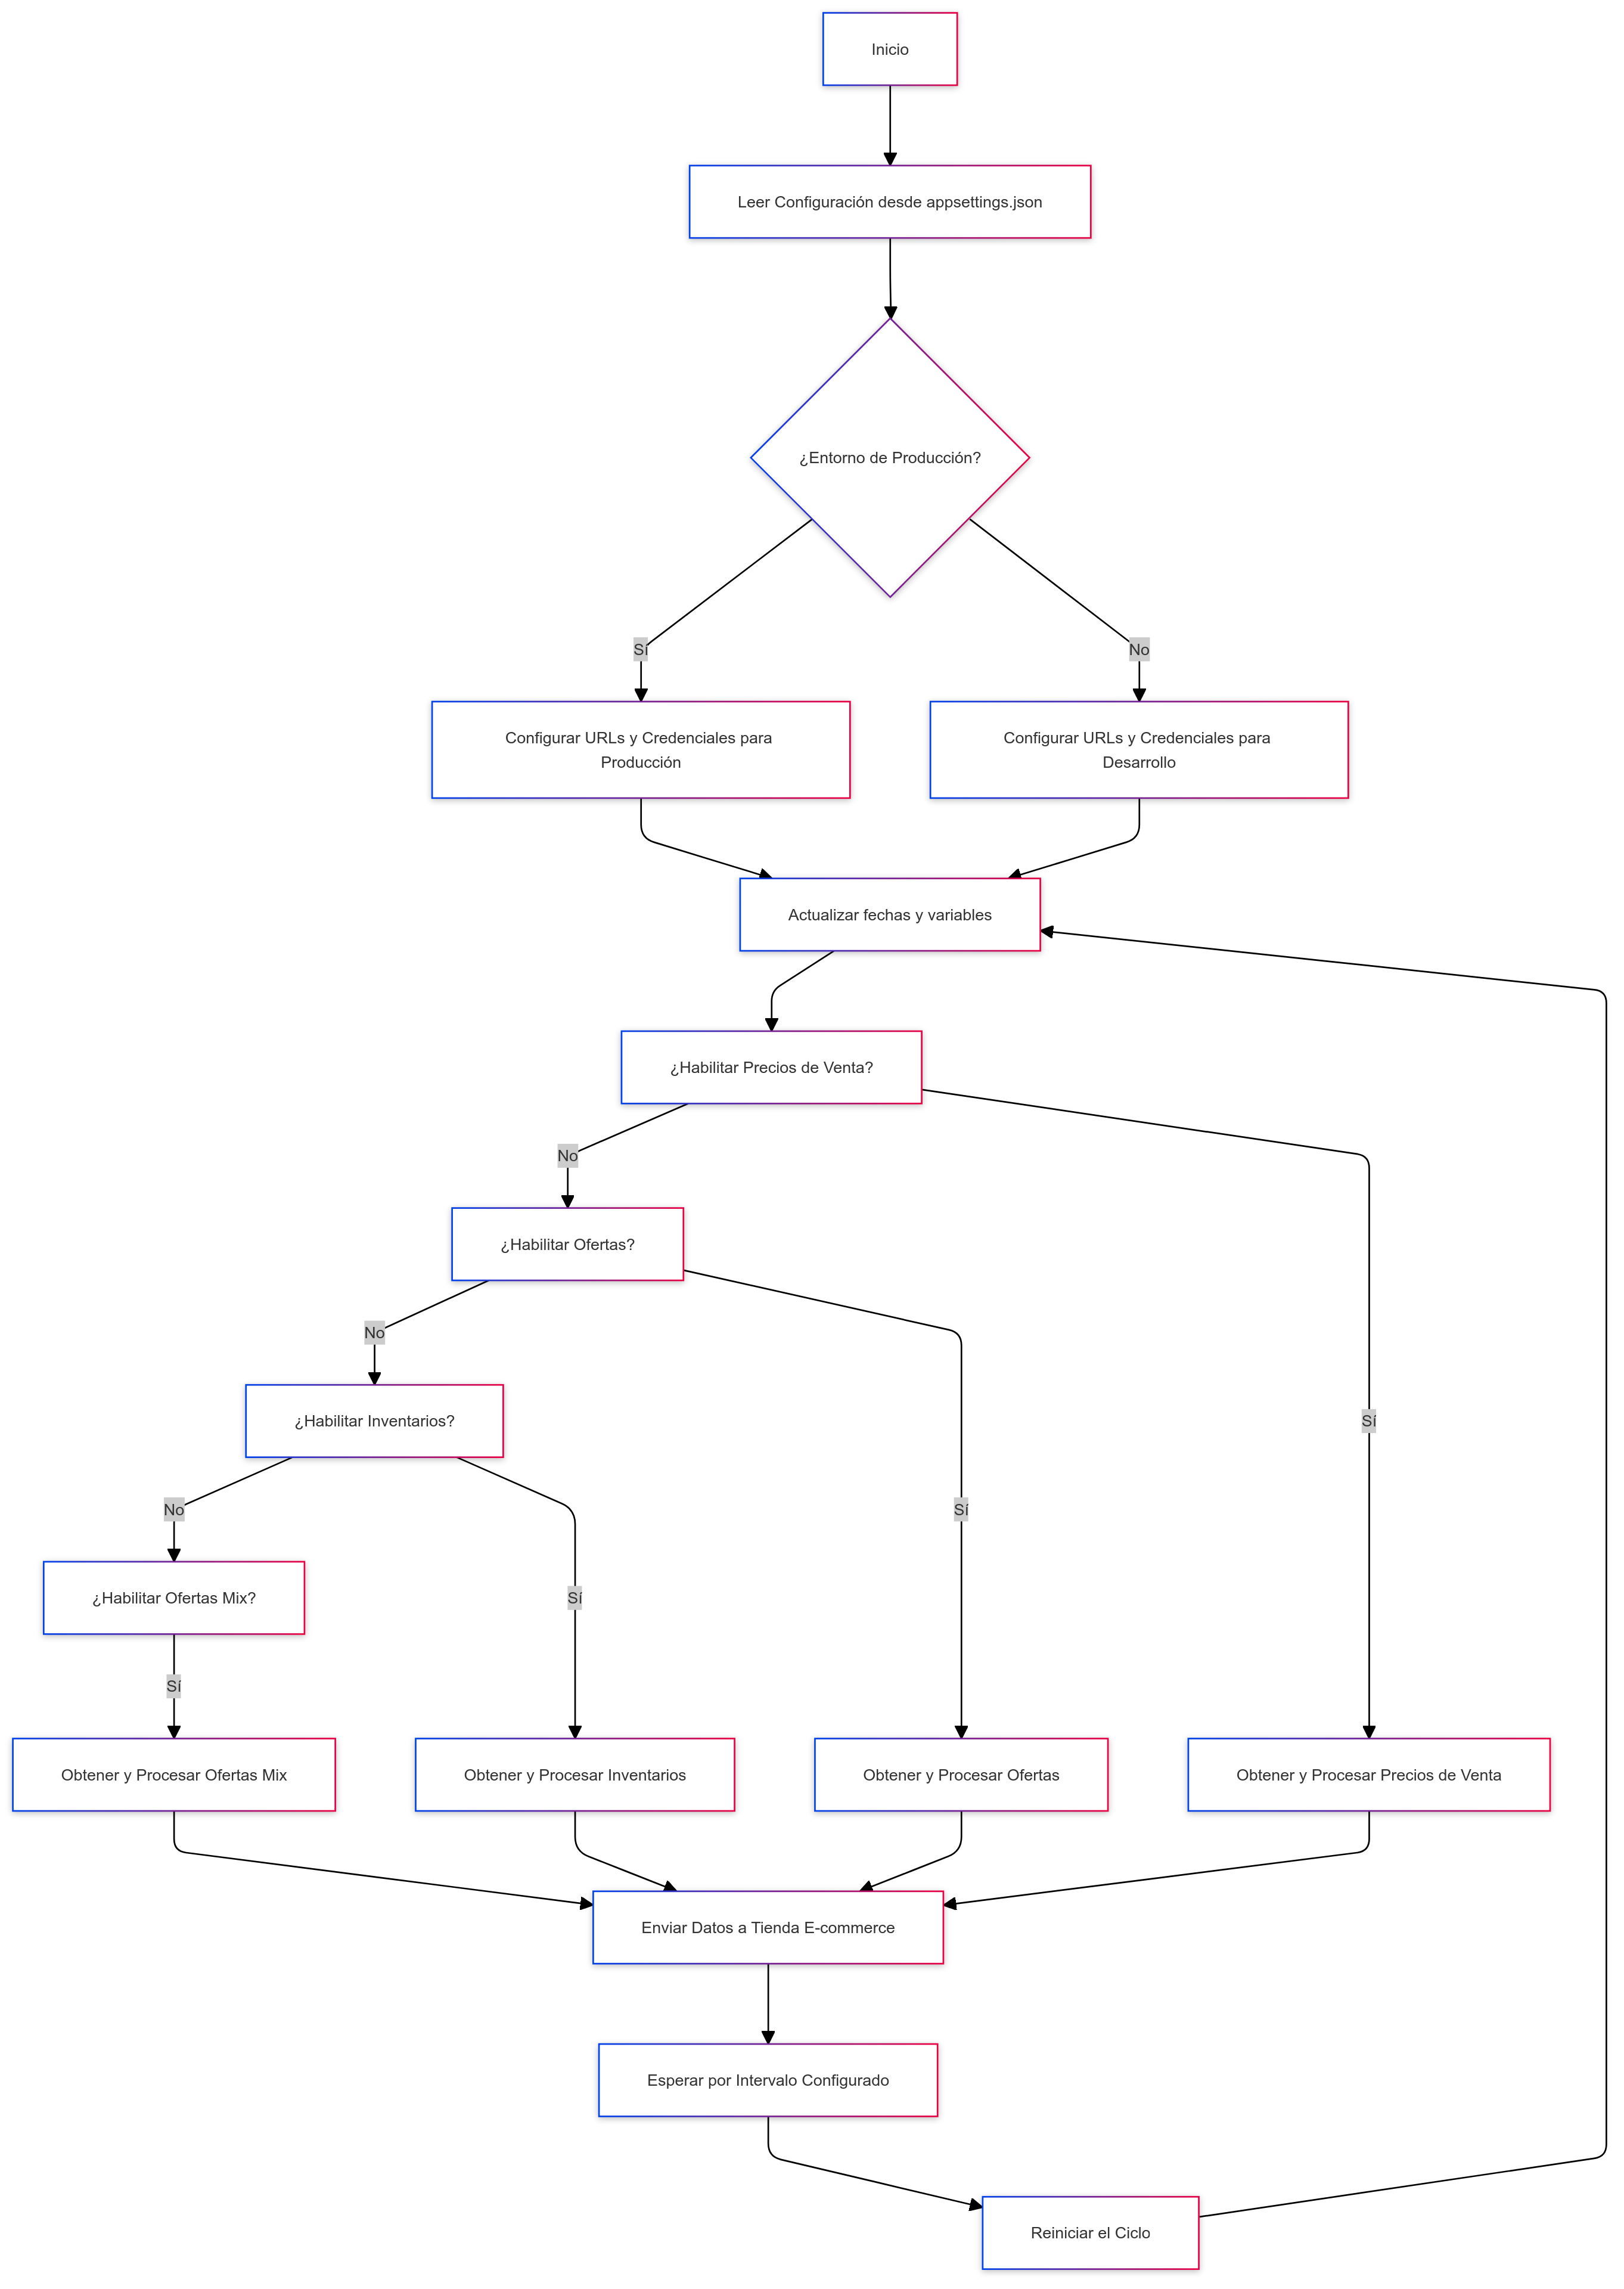 Inicio
Leer Configuración desde appsettings.json
¿Entorno de Producción?
Sí
No
Configurar URLs y Credenciales para
Producción
Configurar URLs y Credenciales para
Desarrollo
Actualizar fechas y variables
¿Habilitar Precios de Venta?
No
¿Habilitar Ofertas?
No
¿Habilitar Inventarios?
Sí
No
Sí
¿Habilitar Ofertas Mix?
Sí
Sí
Obtener y Procesar Ofertas Mix
Obtener y Procesar Inventarios
Obtener y Procesar Ofertas
Obtener y Procesar Precios de Venta
Enviar Datos a Tienda E-commerce
Esperar por Intervalo Configurado
Reiniciar el Ciclo